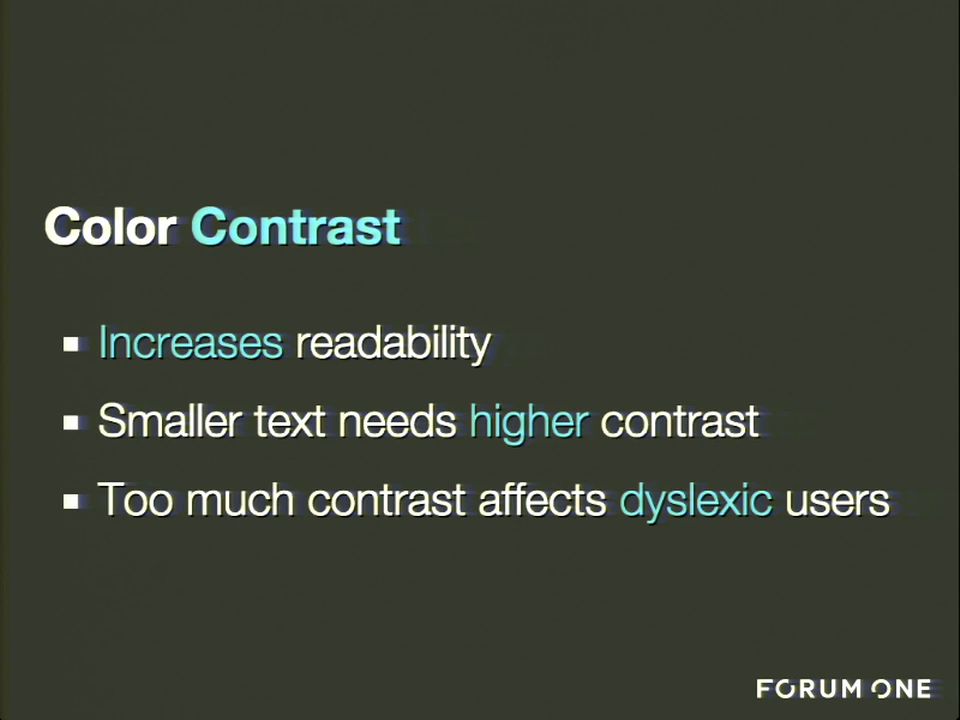 Color Contrast
Increases readability
Smaller text needs higher contrast
Too much contrast affects dyslexic users
FORUM ONE